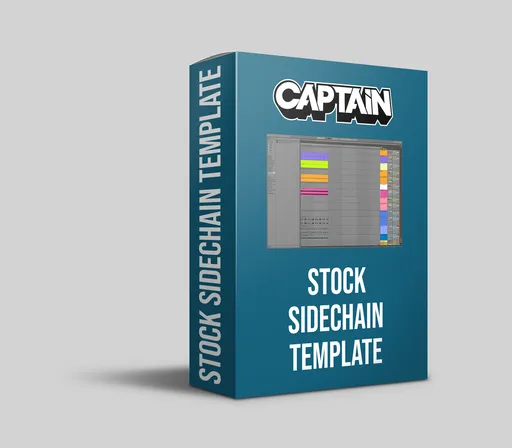 STOCK SIDECHAIN TEMPLATE
CAPTAIN
STOCK
SIDECHAIN
TEMPLATE